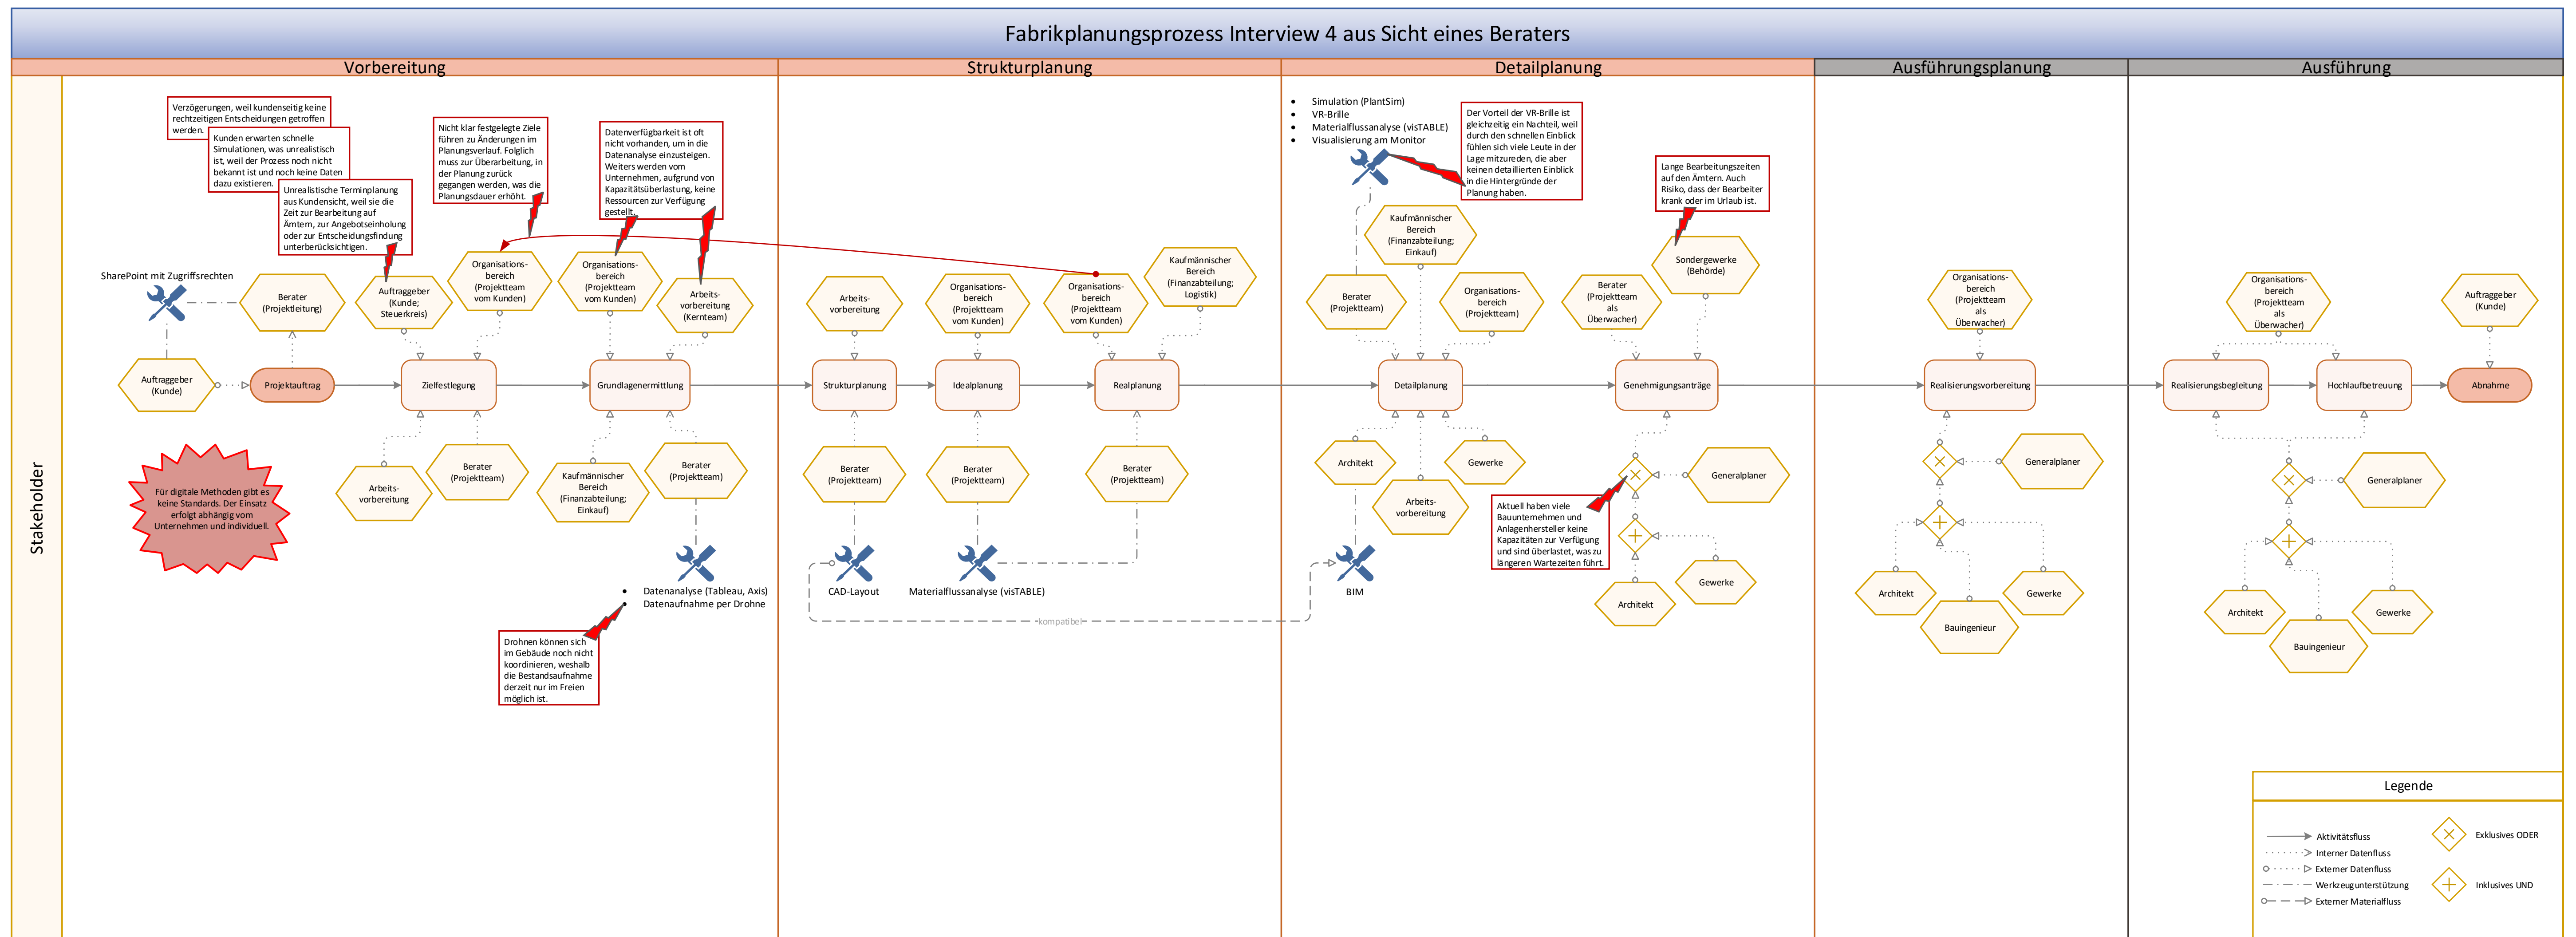 Fabrikplanungsprozess Interview 4 aus Sicht eines Beraters
Vorbereitung
Strukturplanung
Detailplanung
Ausführungsplanung
Ausführung
Stakeholder
Verzögerungen, weil kundenseitig keine
rechtzeitigen Entscheidungen getroffen
werden.
Kunden erwarten schnelle
Simulationen, was unrealistisch
ist, weil der Prozess noch nicht
bekannt ist und noch keine Daten
dazu existieren.
Unrealistische Terminplanung
aus Kundensicht, weil sie die
Zeit zur Bearbeitung auf
Ämtern, zur Angebotseinholung
oder zur Entscheidungsfindung
unterberücksichtigen.
Nicht klar festgelegte Ziele
führen zu Änderungen im
Planungsverlauf. Folglich
muss zur Überarbeitung, in
der Planung zurück
gegangen werden, was die
Planungsdauer erhöht.
Datenverfügbarkeit ist oft
nicht vorhanden, um in die
Datenanalyse einzusteigen.
Weiters werden vom
Unternehmen, aufgrund von
Kapazitätsüberlastung, keine
Ressourcen zur Verfügung
gestellt.
SharePoint mit Zugriffsrechten
Berater
(Projektleitung)
Auftraggeber
(Kunde;
Steuerkreis)
Organisations-
bereich
(Projektteam
vom Kunden)
Organisations-
bereich
(Projektteam
vom Kunden)
Arbeits-
vorbereitung
(Kernteam)
Auftraggeber
(Kunde)
Projektauftrag
Zielfestlegung
Grundlagenermittlung
Für digitale Methoden gibt es
keine Standards. Der Einsatz
erfolgt abhängig vom
Unternehmen und individuell.
Arbeits-
vorbereitung
Berater
(Projektteam)
Kaufmännischer
Bereich
(Finanzabteilung;
Einkauf)
Berater
(Projektteam)
• Datenanalyse (Tableau, Axis)
• Datenaufnahme per Drohne
Drohnen können sich
im Gebäude noch nicht
koordinieren, weshalb
die Bestandsaufnahme
derzeit nur im Freien
möglich ist.
Arbeits-
vorbereitung
Organisations-
bereich
(Projektteam
vom Kunden)
Organisations-
bereich
(Projektteam
vom Kunden)
Kaufmännischer
Bereich
(Finanzabteilung;
Logistik)
Strukturplanung
Idealplanung
Realplanung
Berater
(Projektteam)
Berater
(Projektteam)
Berater
(Projektteam)
CAD-Layout
Materialflussanalyse (visTABLE)
kompatibel
• Simulation (PlantSim)
• VR-Brille
• Materialflussanalyse (visTABLE)
• Visualisierung am Monitor
Der Vorteil der VR-Brille ist
gleichzeitig ein Nachteil, weil
durch den schnellen Einblick
fühlen sich viele Leute in der
Lage mitzureden, die aber
keinen detaillierten Einblick
in die Hintergründe der
Planung haben.
Lange Bearbeitungszeiten
auf den Ämtern. Auch
Risiko, dass der Bearbeiter
krank oder im Urlaub ist.
Kaufmännischer
Bereich
(Finanzabteilung;
Einkauf)
Berater
(Projektteam)
Organisations-
bereich
(Projektteam)
Berater
(Projektteam
als
Überwacher)
Sondergewerke
(Behörde)
Detailplanung
Genehmigungsanträge
Architekt
Arbeits-
vorbereitung
Gewerke
BIM
Generalplaner
Aktuell haben viele
Bauunternehmen und
Anlagenhersteller keine
Kapazitäten zur Verfügung
und sind überlastet, was zu
längeren Wartezeiten führt.
Architekt
Gewerke
Organisations-
bereich
(Projektteam
als
Überwacher)
Realisierungsvorbereitung
Generalplaner
Architekt
Bauingenieur
Gewerke
Organisations-
bereich
(Projektteam
als
Überwacher)
Auftraggeber
(Kunde)
Realisierungsbegleitung
Hochlaufbetreuung
Abnahme
Generalplaner
Architekt
Bauingenieur
Gewerke
Legende
Aktivitätsfluss
Interner Datenfluss
Externer Datenfluss
Werkzeugunterstützung
Externer Materialfluss
Exklusives ODER
Inklusives UND